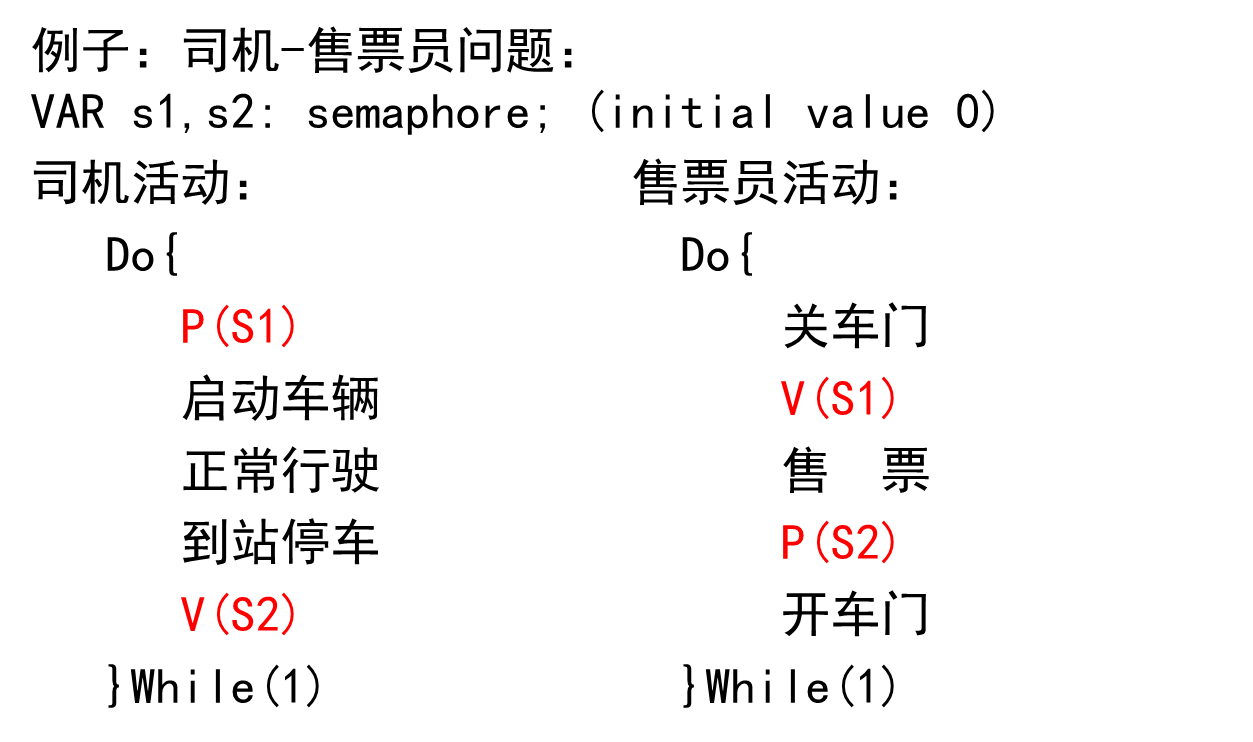 例子：司机-售票员问题：
VAR s1,s2: semaphore; (initial value 0)
司机活动： 售票员活动：
Do{ Do{
P(S1) 关车门
启动车辆 V(S1)
正常行驶 售 票
到站停车 P(S2)
V(S2) 开车门
}While(1) }While(1)